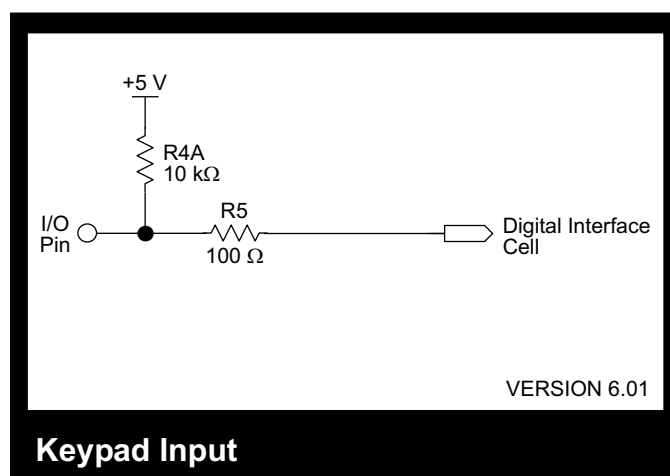 +5 V
R4A
10 kΩ
I/O
Pin
R5
100 Ω
Digital Interface
Cell
VERSION 6.01
Keypad Input